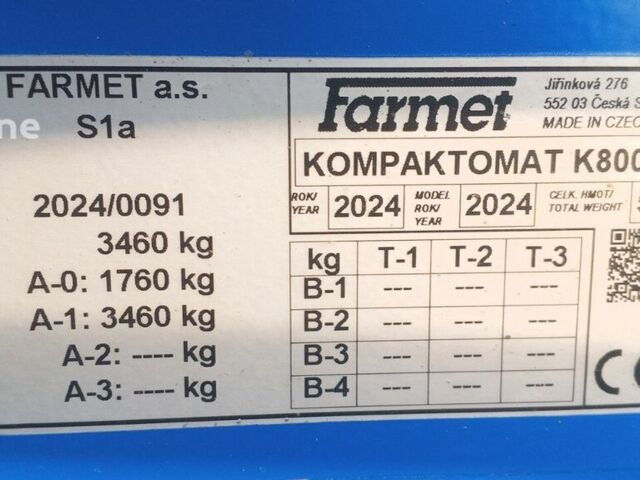 FARMET a.s.
S1a
2024/0091
3460 kg
A-0: 1760 kg
A-1: 3460 kg
A-2: ---- kg
A-3: ---- kg
Farmet
Jiřinková 276
552 03 Česká S
MADE IN CZEC
KOMPAKTOMAT K800
ROK/ YEAR 2024 MODEL ROK/ YEAR 2024 CELK. HMOT/ TOTAL WEIGHT
kg T-1 T-2 T-3
B-1 --- --- ---
B-2 --- --- ---
B-3 --- --- ---
B-4 --- --- ---
CE